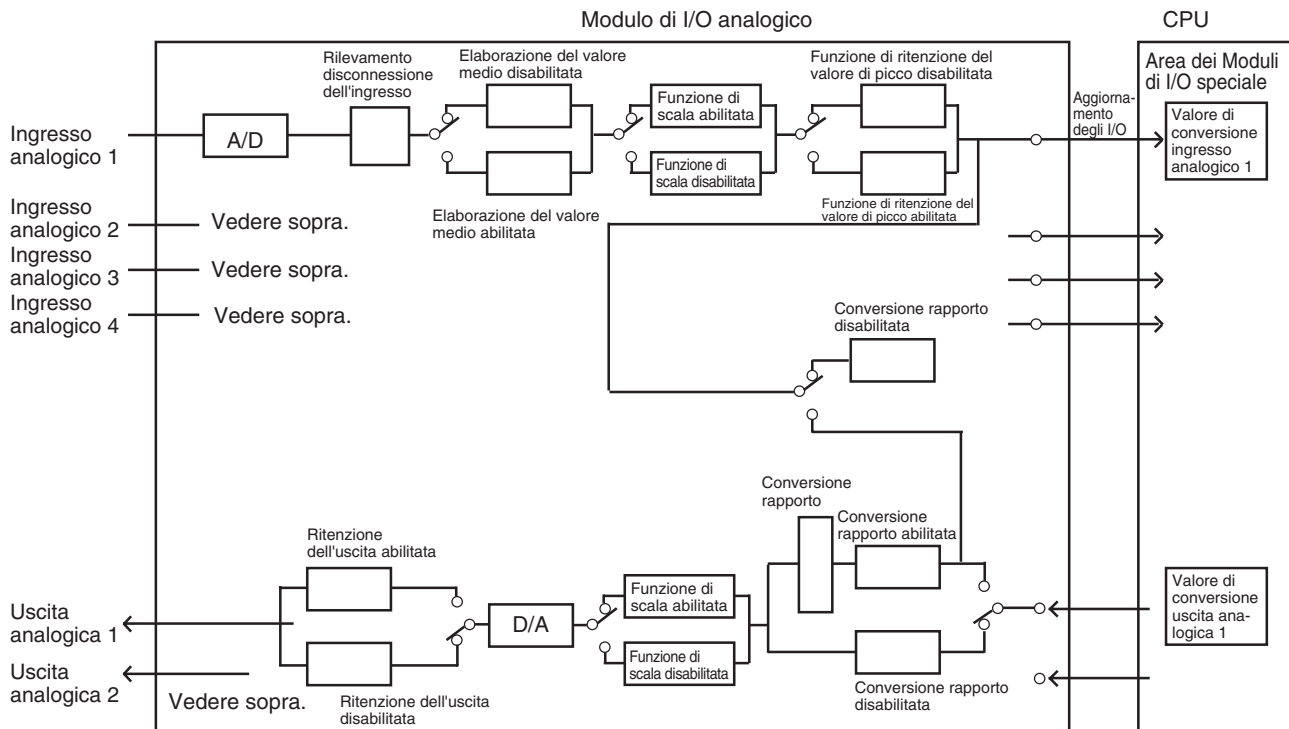 Modulo di I/O analogico
CPU
Rilevamento
disconnessione
dell'ingresso
Elaborazione del valore
medio disabilitata
Funzione di ritenzione del
valore di picco disabilitata
Area dei Moduli
di I/O speciale
Ingresso
analogico 1
A/D
Funzione di
scala abilitata
Funzione di
scala disabilitata
Aggiorna-
mento
degli I/O
Valore di
conversione
ingresso
analogico 1
Elaborazione del valore
medio abilitata
Funzione di ritenzione del
valore di picco abilitata
Ingresso
analogico 2
Vedere sopra.
Ingresso
analogico 3
Vedere sopra.
Ingresso
analogico 4
Vedere sopra.
Conversione rapporto
disabilitata
Conversione
rapporto
Conversione
rapporto abilitata
Ritenzione
dell'uscita abilitata
Uscita
analogica 1
D/A
Funzione di
scala abilitata
Funzione di
scala disabilitata
Valore di
conversione
uscita ana-
logica 1
Uscita
analogica 2
Vedere sopra.
Ritenzione dell'uscita
disabilitata
Conversione rapporto
disabilitata